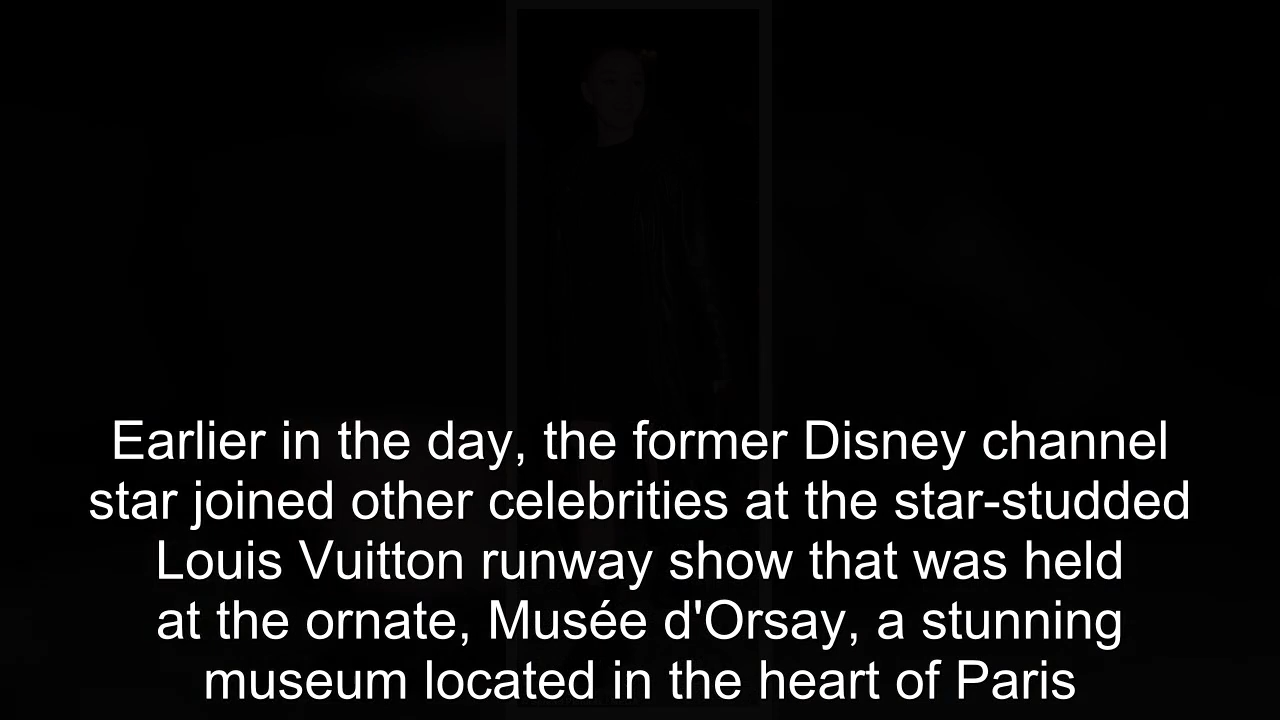 Earlier in the day, the former Disney channel
star joined other celebrities at the star-studded
Louis Vuitton runway show that was held
at the ornate, Musée d'Orsay, a stunning
museum located in the heart of Paris